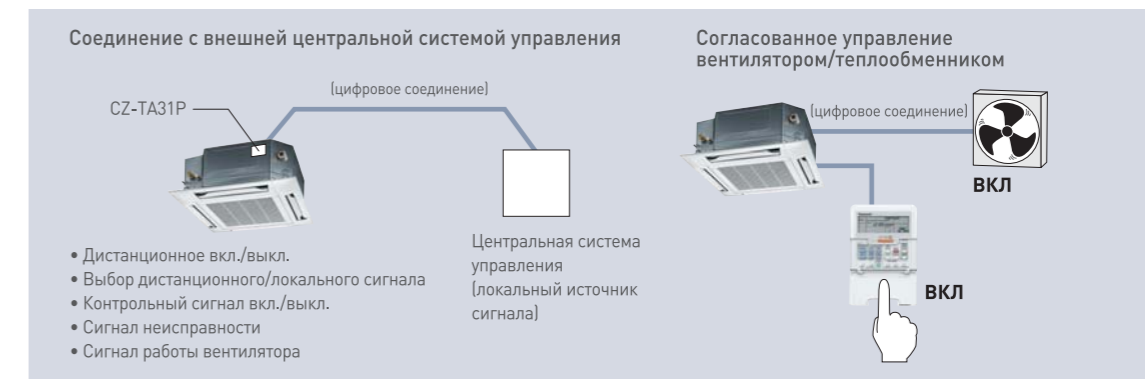 Соединение с внешней центральной системой управления
CZ-TA31P
(цифровое соединение)
• Дистанционное вкл./выкл.
• Выбор дистанционного/локального сигнала
• Контрольный сигнал вкл./выкл.
• Сигнал неисправности
• Сигнал работы вентилятора
Центральная система
управления
(локальный источник
сигнала)
Согласованное управление
вентилятором/теплообменником
(цифровое соединение)
ВКЛ
ВКЛ